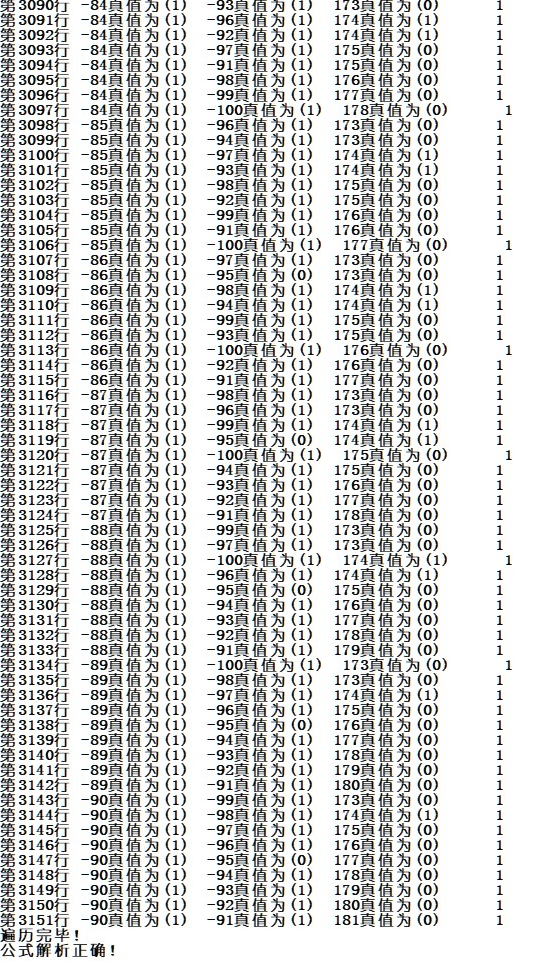 第3090行 -84真值为(1) -93真值为(1) 173真值为(0) 1
第3091行 -84真值为(1) -96真值为(1) 174真值为(1) 1
第3092行 -84真值为(1) -92真值为(1) 174真值为(1) 1
第3093行 -84真值为(1) -97真值为(1) 175真值为(0) 1
第3094行 -84真值为(1) -91真值为(1) 175真值为(0) 1
第3095行 -84真值为(1) -98真值为(1) 176真值为(0) 1
第3096行 -84真值为(1) -99真值为(1) 177真值为(0) 1
第3097行 -84真值为(1) -100真值为(1) 178真值为(0) 1
第3098行 -85真值为(1) -96真值为(1) 173真值为(0) 1
第3099行 -85真值为(1) -94真值为(1) 173真值为(0) 1
第3100行 -85真值为(1) -97真值为(1) 174真值为(1) 1
第3101行 -85真值为(1) -93真值为(1) 174真值为(1) 1
第3102行 -85真值为(1) -98真值为(1) 175真值为(0) 1
第3103行 -85真值为(1) -92真值为(1) 175真值为(0) 1
第3104行 -85真值为(1) -99真值为(1) 176真值为(0) 1
第3105行 -85真值为(1) -91真值为(1) 176真值为(0) 1
第3106行 -85真值为(1) -100真值为(1) 177真值为(0) 1
第3107行 -86真值为(1) -97真值为(1) 173真值为(0) 1
第3108行 -86真值为(1) -95真值为(0) 173真值为(0) 1
第3109行 -86真值为(1) -98真值为(1) 174真值为(1) 1
第3110行 -86真值为(1) -94真值为(1) 174真值为(1) 1
第3111行 -86真值为(1) -99真值为(1) 175真值为(0) 1
第3112行 -86真值为(1) -93真值为(1) 175真值为(0) 1
第3113行 -86真值为(1) -100真值为(1) 176真值为(0) 1
第3114行 -86真值为(1) -92真值为(1) 176真值为(0) 1
第3115行 -86真值为(1) -91真值为(1) 177真值为(0) 1
第3116行 -87真值为(1) -98真值为(1) 173真值为(0) 1
第3117行 -87真值为(1) -96真值为(1) 173真值为(0) 1
第3118行 -87真值为(1) -99真值为(1) 174真值为(1) 1
第3119行 -87真值为(1) -95真值为(0) 174真值为(1) 1
第3120行 -87真值为(1) -100真值为(1) 175真值为(0) 1
第3121行 -87真值为(1) -94真值为(1) 175真值为(0) 1
第3122行 -87真值为(1) -93真值为(1) 176真值为(0) 1
第3123行 -87真值为(1) -92真值为(1) 177真值为(0) 1
第3124行 -87真值为(1) -91真值为(1) 178真值为(0) 1
第3125行 -88真值为(1) -99真值为(1) 173真值为(0) 1
第3126行 -88真值为(1) -97真值为(1) 173真值为(0) 1
第3127行 -88真值为(1) -100真值为(1) 174真值为(1) 1
第3128行 -88真值为(1) -96真值为(1) 174真值为(1) 1
第3129行 -88真值为(1) -95真值为(0) 175真值为(0) 1
第3130行 -88真值为(1) -94真值为(1) 176真值为(0) 1
第3131行 -88真值为(1) -93真值为(1) 177真值为(0) 1
第3132行 -88真值为(1) -92真值为(1) 178真值为(0) 1
第3133行 -88真值为(1) -91真值为(1) 179真值为(0) 1
第3134行 -89真值为(1) -100真值为(1) 173真值为(0) 1
第3135行 -89真值为(1) -98真值为(1) 173真值为(0) 1
第3136行 -89真值为(1) -97真值为(1) 174真值为(1) 1
第3137行 -89真值为(1) -96真值为(1) 175真值为(0) 1
第3138行 -89真值为(1) -95真值为(0) 176真值为(0) 1
第3139行 -89真值为(1) -94真值为(1) 177真值为(0) 1
第3140行 -89真值为(1) -93真值为(1) 178真值为(0) 1
第3141行 -89真值为(1) -92真值为(1) 179真值为(0) 1
第3142行 -89真值为(1) -91真值为(1) 180真值为(0) 1
第3143行 -90真值为(1) -99真值为(1) 173真值为(0) 1
第3144行 -90真值为(1) -98真值为(1) 174真值为(1) 1
第3145行 -90真值为(1) -97真值为(1) 175真值为(0) 1
第3146行 -90真值为(1) -96真值为(1) 176真值为(0) 1
第3147行 -90真值为(1) -95真值为(0) 177真值为(0) 1
第3148行 -90真值为(1) -94真值为(1) 178真值为(0) 1
第3149行 -90真值为(1) -93真值为(1) 179真值为(0) 1
第3150行 -90真值为(1) -92真值为(1) 180真值为(0) 1
第3151行 -90真值为(1) -91真值为(1) 181真值为(0) 1
遍历完毕!
公式解析正确!